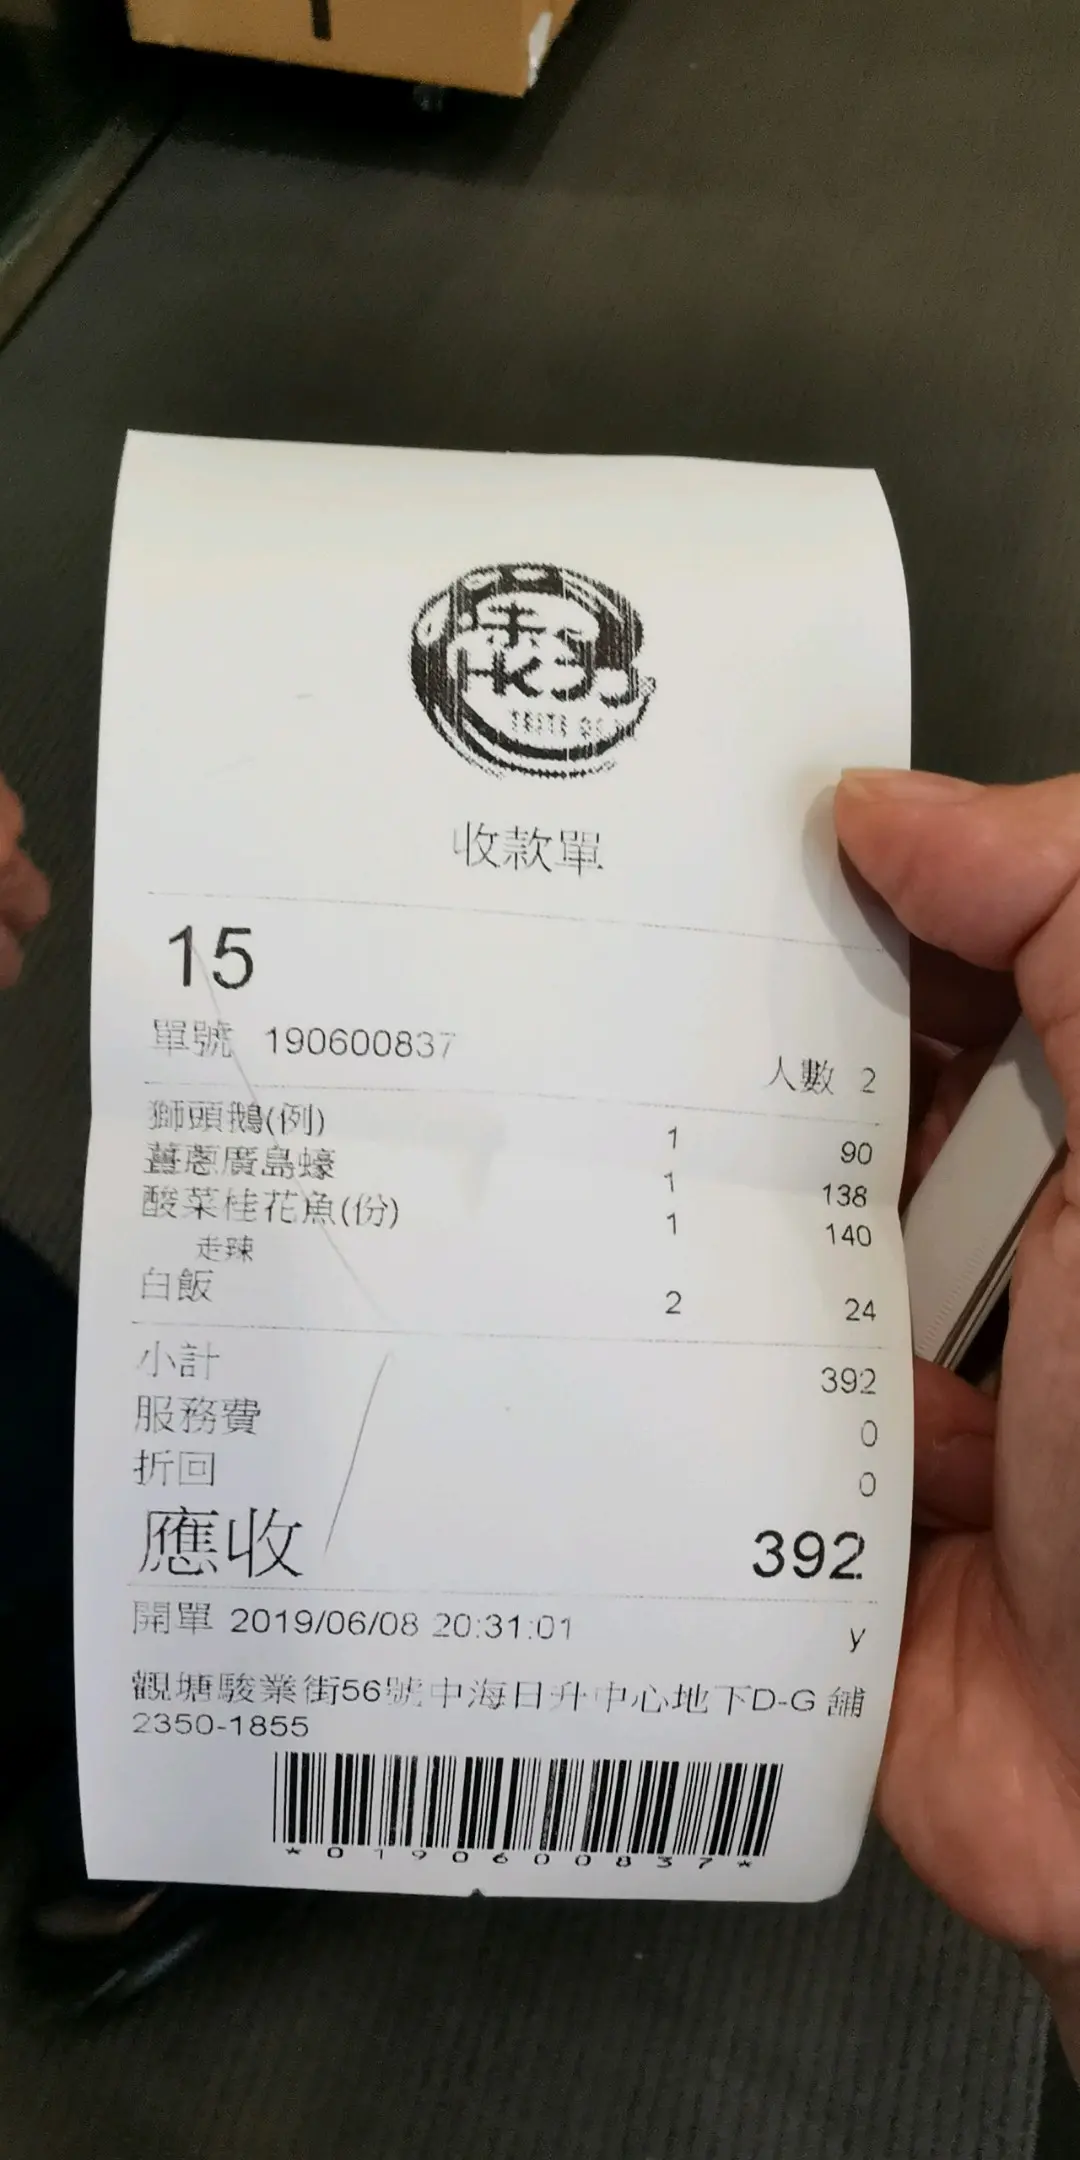 HK
收款單
15
單號 190600837
人數 2
獅頭鵝(例) 1 90
薑蔥廣島蠔 1 138
酸菜桂花魚(份) 1 140
走辣
白飯 2 24
小計 392
服務費 0
折回 0
應收 392
開單 2019/06/08 20:31:01 y
觀塘駿業街56號中海日升中心地下D-G 舖
2350-1855
*0190600837*